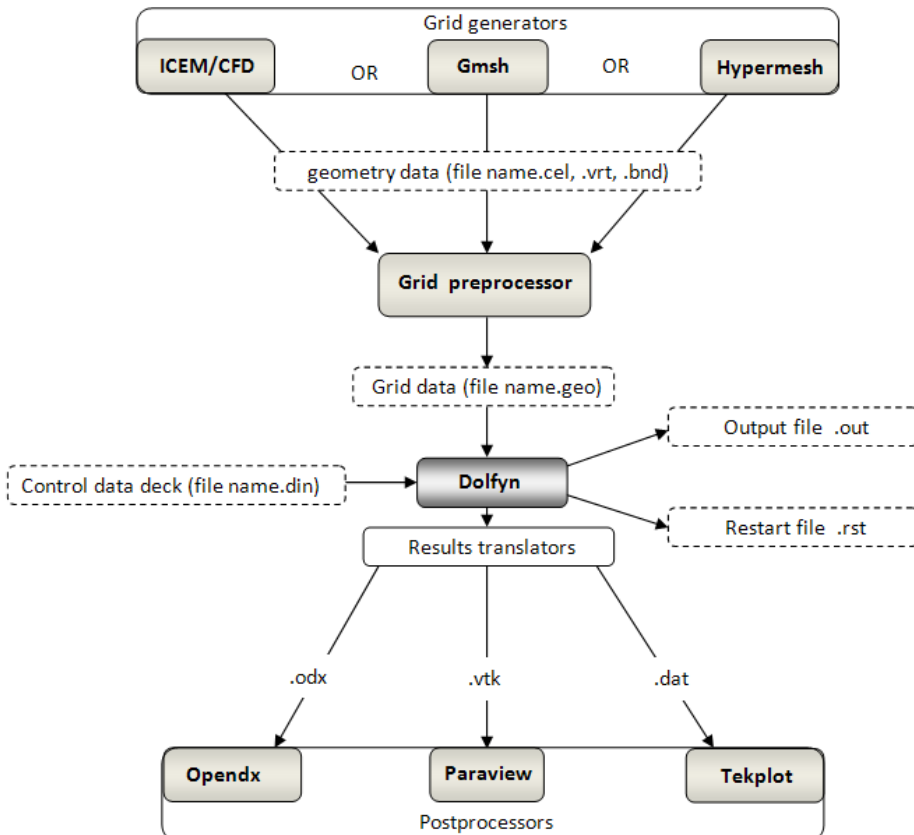 Grid generators
ICEM/CFD
OR
Gmsh
OR
Hypermesh
geometry data (file name.cel, .vrt, .bnd)
Grid preprocessor
Grid data (file name.geo)
Output file .out
Control data deck (file name.din)
Dolfyn
Restart file .rst
Results translators
.odx
.vtk
.dat
Opendx
Paraview
Tekplot
Postprocessors